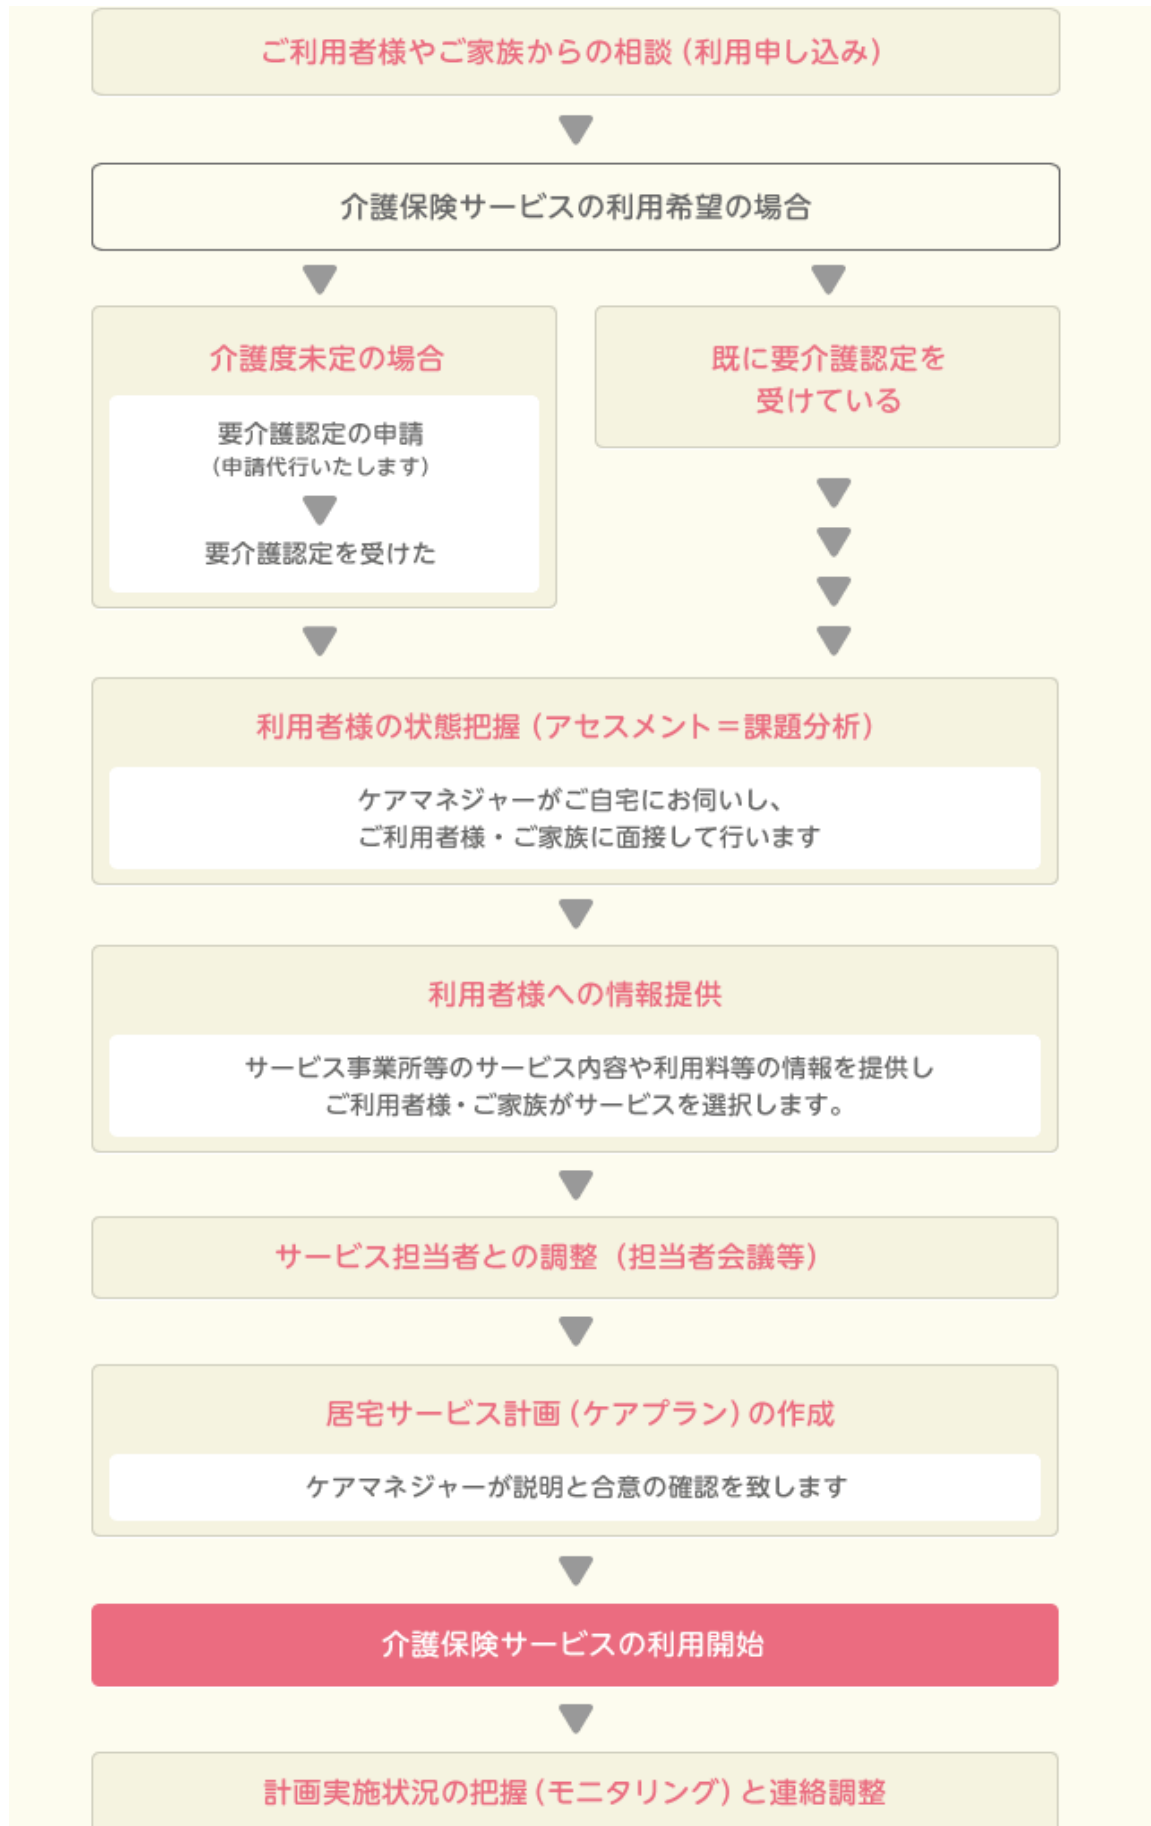 ご利用者様やご家族からの相談（利用申し込み）
介護保険サービスの利用希望の場合
介護度未定の場合
要介護認定の申請
（申請代行いたします）
要介護認定を受けた
既に要介護認定を
受けている
利用者様の状態把握（アセスメント＝課題分析）
ケアマネジャーがご自宅にお伺いし、
ご利用者様・ご家族に面接して行います
利用者様への情報提供
サービス事業所等のサービス内容や利用料等の情報を提供し
ご利用者様・ご家族がサービスを選択します。
サービス担当者との調整（担当者会議等）
居宅サービス計画（ケアプラン）の作成
ケアマネジャーが説明と合意の確認を致します
介護保険サービスの利用開始
計画実施状況の把握（モニタリング）と連絡調整